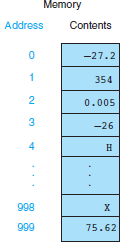 Memory
Address Contents
0 –27.2
1 354
2 0.005
3 –26
4 H
. .
. .
. .
998 X
999 75.62